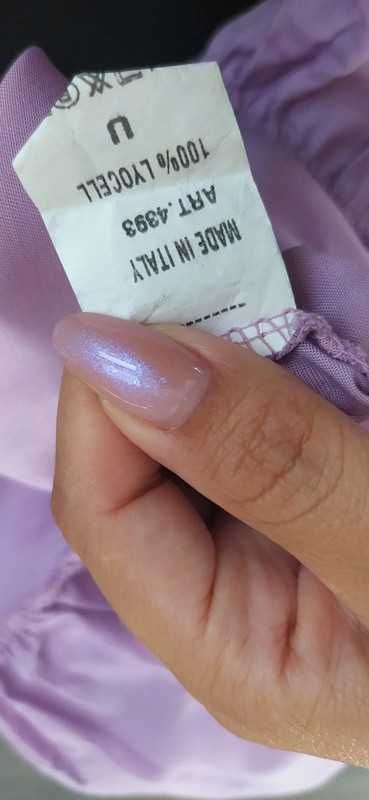 MADE IN ITALY
ART .4393
100% LYOCELL
U